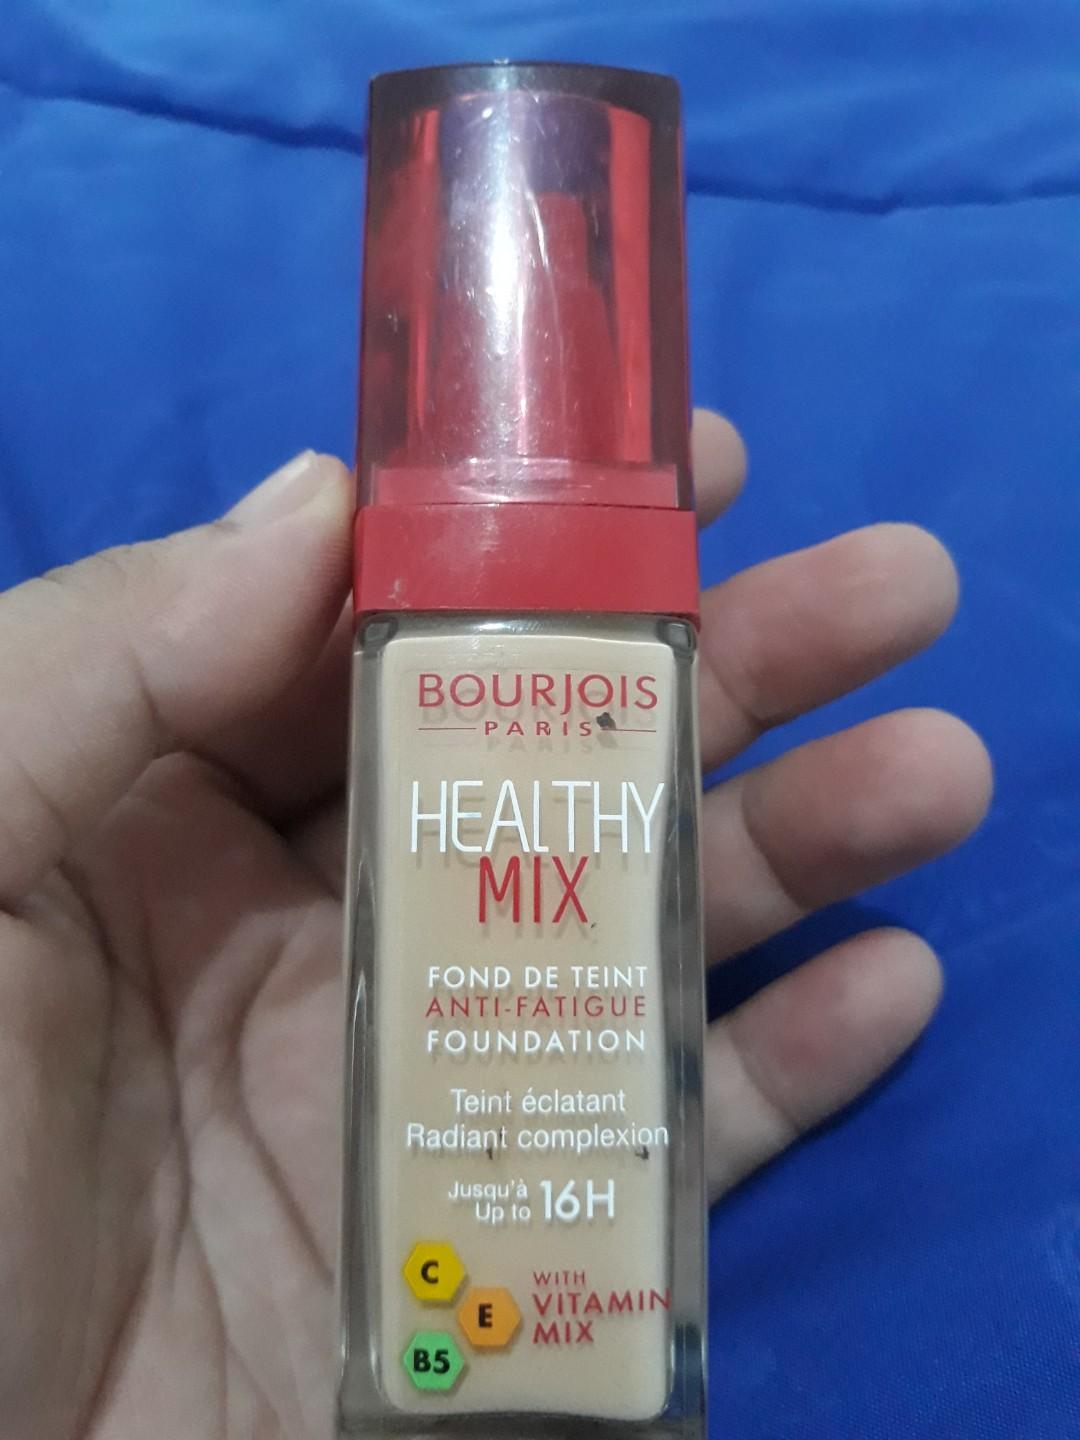 BOURJOIS
PARIS
HEALTHY
MIX
FOND DE TEINT
ANTI-FATIGUE
FOUNDATION
Teint éclatant
Radiant complexion
Jusqu'à
Up to 16H
C
E
B5
WITH
VITAMIN
MIX